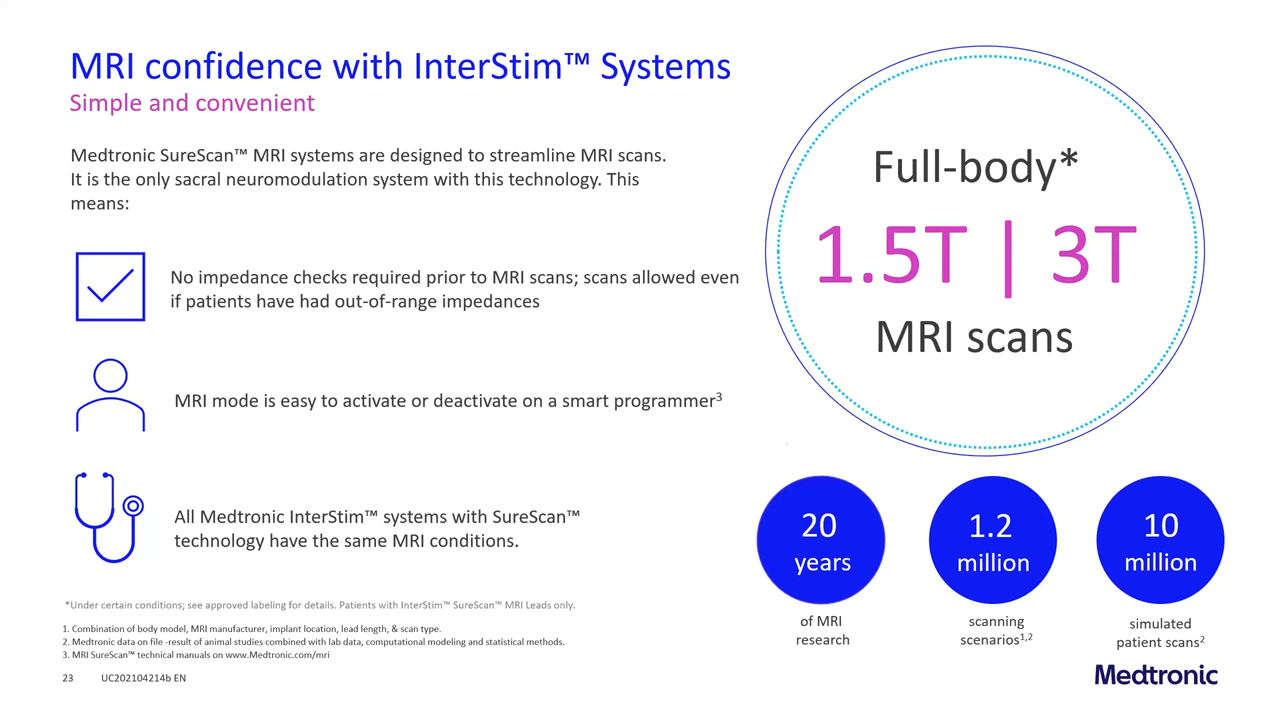 MRI confidence with InterStim™ Systems
Simple and convenient
Medtronic SureScan™ MRI systems are designed to streamline MRI scans.
It is the only sacral neuromodulation system with this technology. This
means:
No impedance checks required prior to MRI scans; scans allowed even
if patients have had out-of-range impedances
MRI mode is easy to activate or deactivate on a smart programmer³
All Medtronic InterStim™ systems with SureScan™
technology have the same MRI conditions.
Full-body*
1.5T | 3T
MRI scans
20
years
of MRI
research
1.2
million
scanning
scenarios¹,²
10
million
simulated
patient scans²
*Under certain conditions; see approved labeling for details. Patients with InterStim™ SureScan™ MRI Leads only.
1. Combination of body model, MRI manufacturer, implant location, lead length, & scan type.
2. Medtronic data on file -result of animal studies combined with lab data, computational modeling and statistical methods.
3. MRI SureScan™ technical manuals on www.Medtronic.com/mri
23 UC202104214b EN
Medtronic